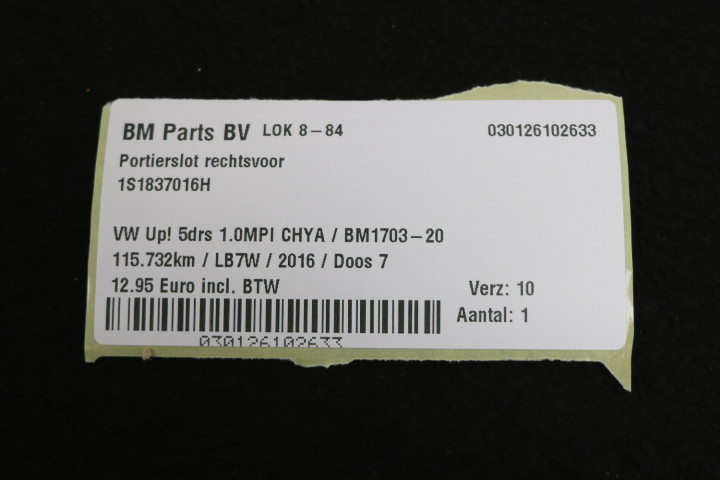 BM Parts BV LOK 8-84 030126102633
Portierslot rechtsvoor
1S1837016H
VW Up! 5drs 1.0MPI CHYA / BM1703-20
115.732km / LB7W / 2016 / Doos 7
12.95 Euro incl. BTW Verz: 10
Aantal: 1
030126102633